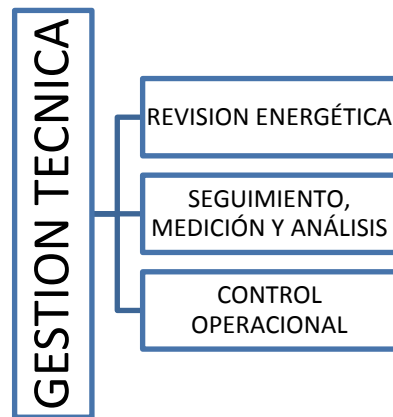 GESTION TECNICA
REVISION ENERGÉTICA
SEGUIMIENTO,
MEDICIÓN Y ANÁLISIS
CONTROL
OPERACIONAL